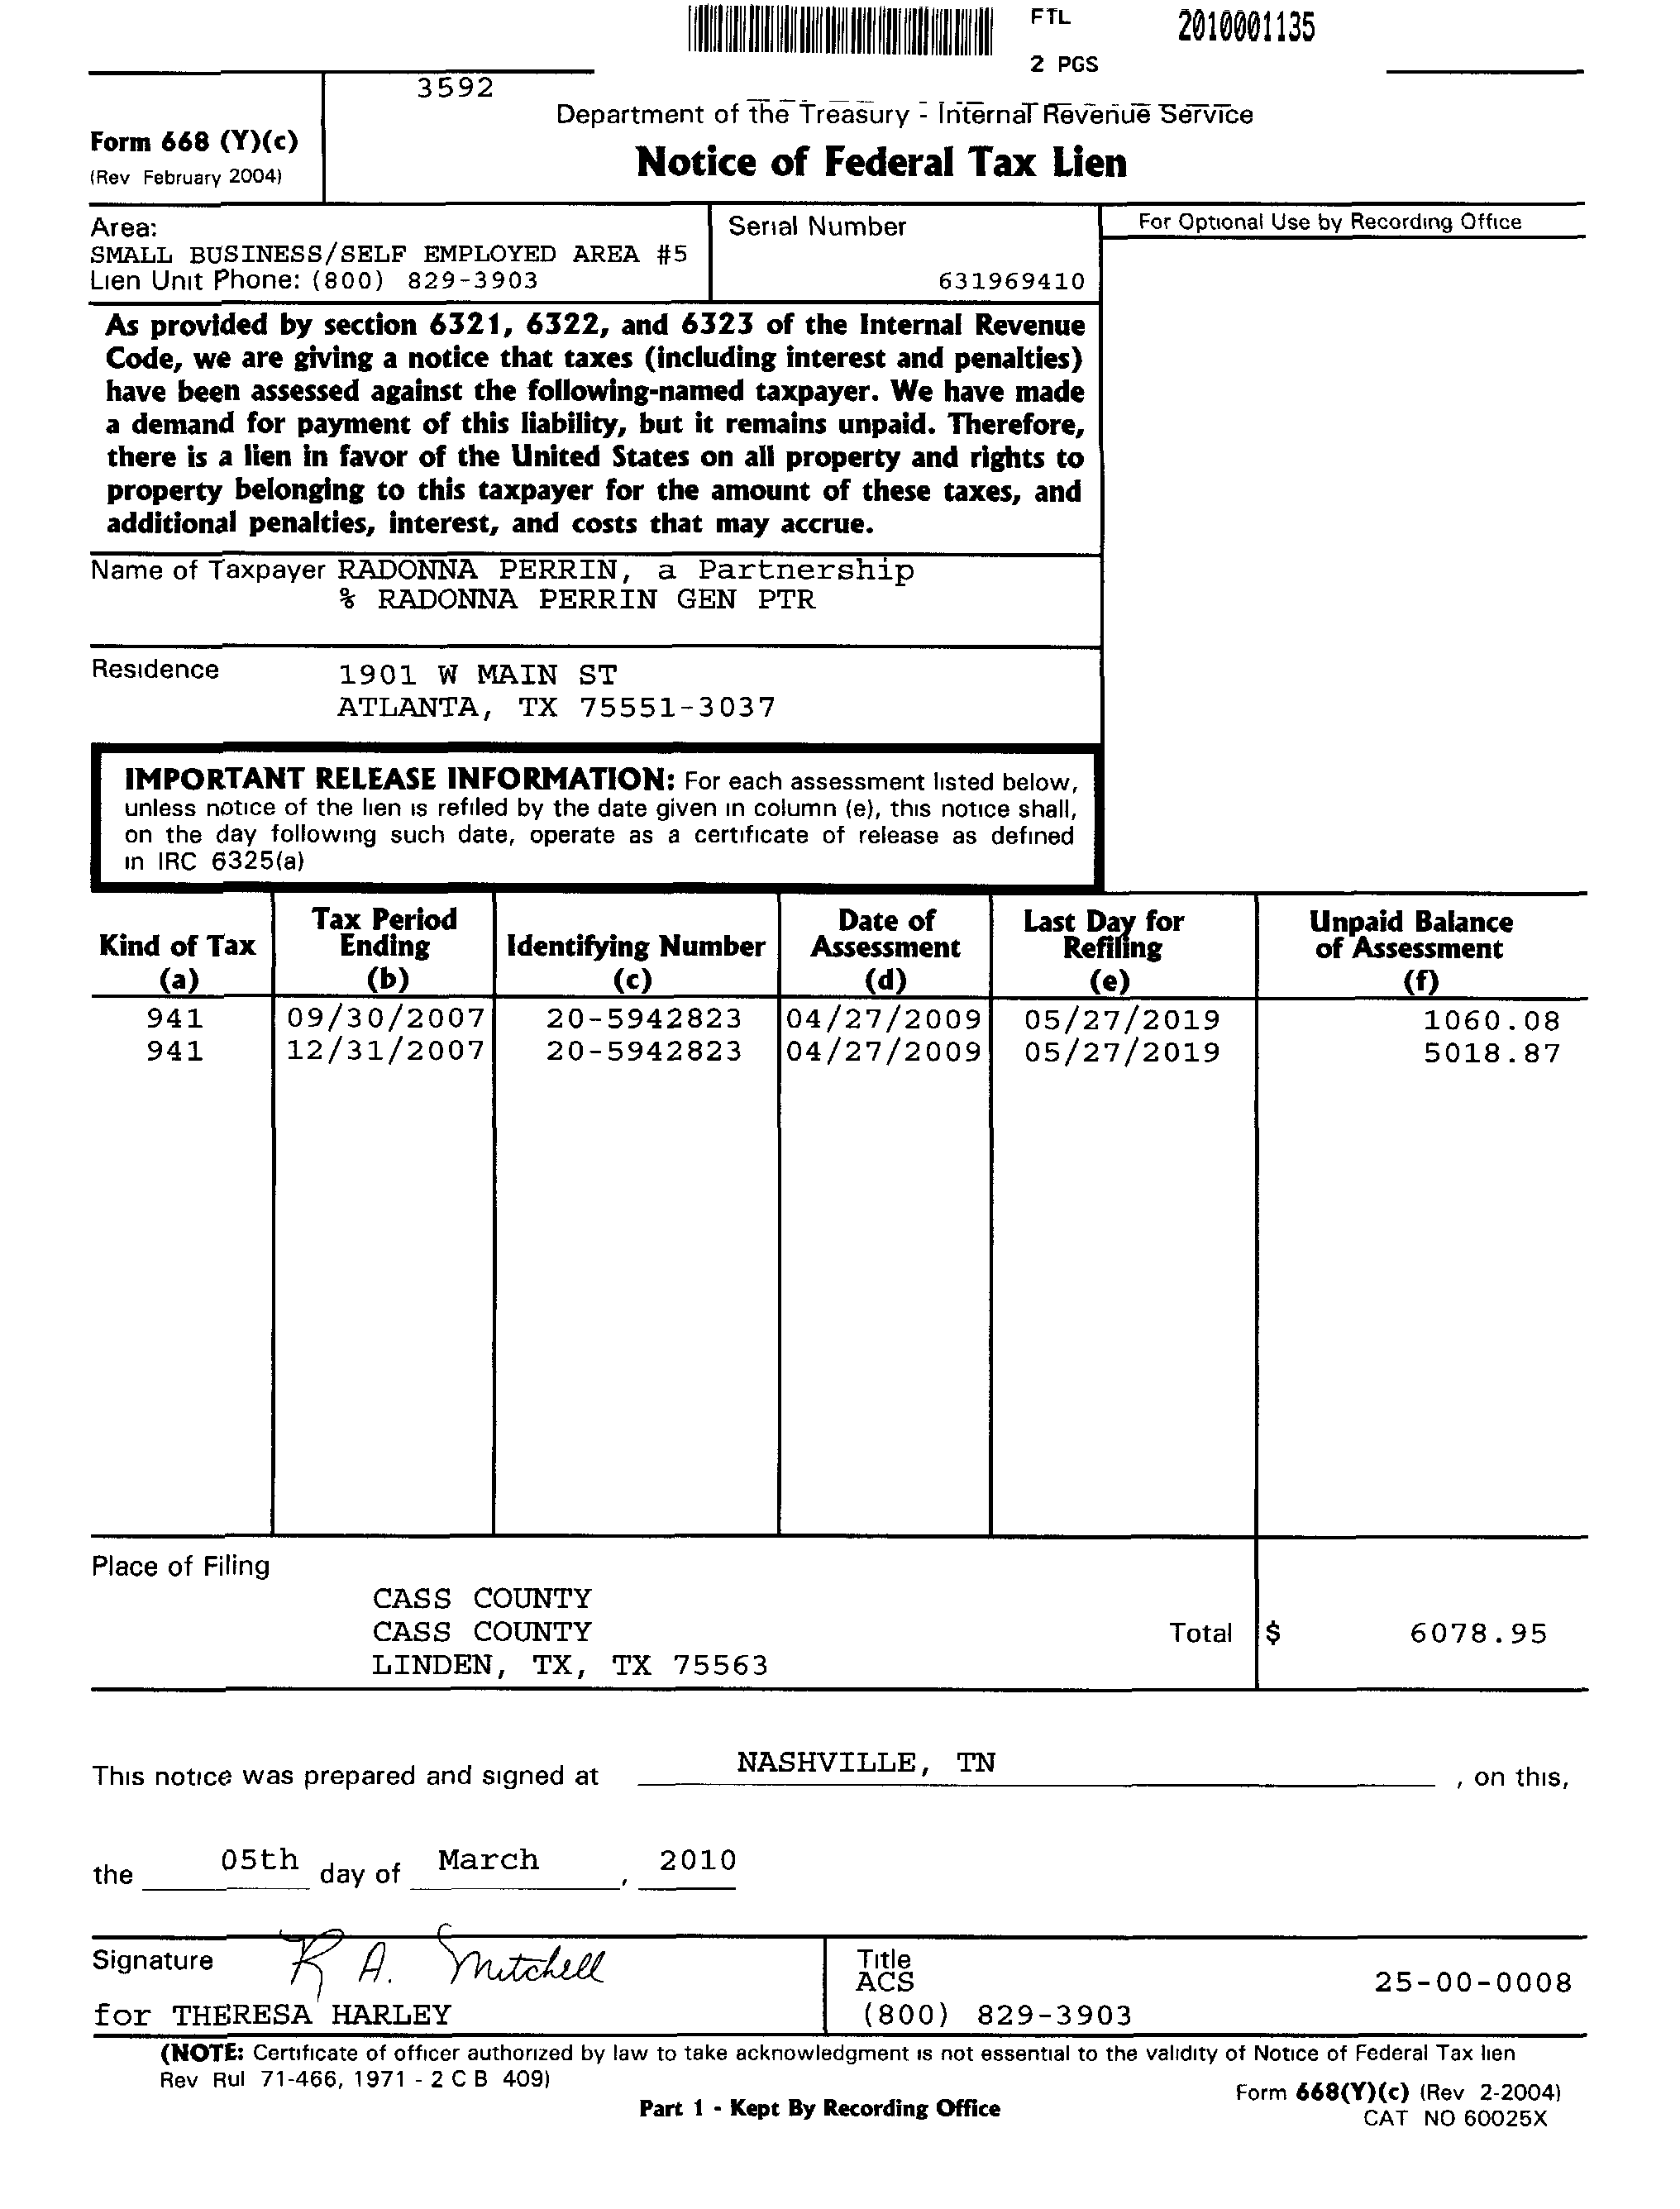 FTL 2010001135
2 PGS
3592
Form 668 (Y)(c)
(Rev February 2004)
Department of the Treasury - Internal Revenue Service
Notice of Federal Tax Lien
Area:
SMALL BUSINESS/SELF EMPLOYED AREA #5
Lien Unit Phone: (800) 829-3903
Serial Number
631969410
For Optional Use by Recording Office
As provided by section 6321, 6322, and 6323 of the Internal Revenue
Code, we are giving a notice that taxes (including interest and penalties)
have been assessed against the following-named taxpayer. We have made
a demand for payment of this liability, but it remains unpaid. Therefore,
there is a lien in favor of the United States on all property and rights to
property belonging to this taxpayer for the amount of these taxes, and
additional penalties, interest, and costs that may accrue.
Name of Taxpayer RADONNA PERRIN, a Partnership
% RADONNA PERRIN GEN PTR
Residence 1901 W MAIN ST
ATLANTA, TX 75551-3037
IMPORTANT RELEASE INFORMATION: For each assessment listed below,
unless notice of the lien is refiled by the date given in column (e), this notice shall,
on the day following such date, operate as a certificate of release as defined
in IRC 6325(a)
Kind of Tax (a) Tax Period Ending (b) Identifying Number (c) Date of Assessment (d) Last Day for Refiling (e) Unpaid Balance of Assessment (f)
941 09/30/2007 20-5942823 04/27/2009 05/27/2019 1060.08
941 12/31/2007 20-5942823 04/27/2009 05/27/2019 5018.87
Place of Filing
CASS COUNTY
CASS COUNTY Total $ 6078.95
LINDEN, TX, TX 75563
This notice was prepared and signed at NASHVILLE, TN , on this,
the 05th day of March , 2010
Signature R A. Mitchell
for THERESA HARLEY
Title
ACS 25-00-0008
(800) 829-3903
(NOTE: Certificate of officer authorized by law to take acknowledgment is not essential to the validity of Notice of Federal Tax lien
Rev Rul 71-466, 1971 - 2 C B 409)
Part 1 - Kept By Recording Office
Form 668(Y)(c) (Rev 2-2004)
CAT NO 60025X